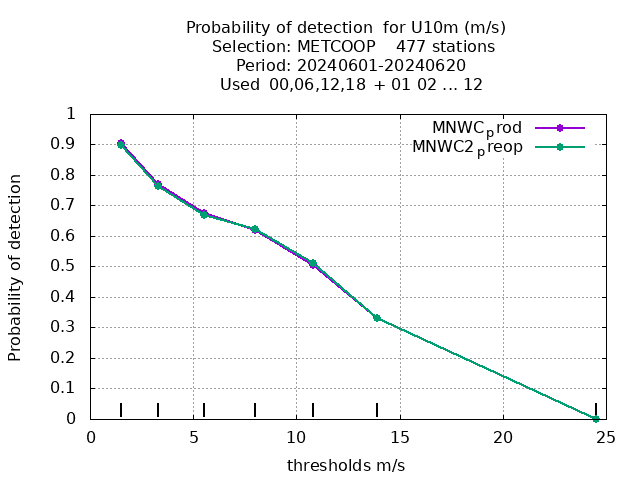 Probability of detection for U10m (m/s)
Selection: METCOOP 477 stations
Period: 20240601-20240620
Used 00,06,12,18 + 01 02 ... 12
MNWCprod
MNWC2preop
Probability of detection
1
0.9
0.8
0.7
0.6
0.5
0.4
0.3
0.2
0.1
0
0 5 10 15 20 25
thresholds m/s